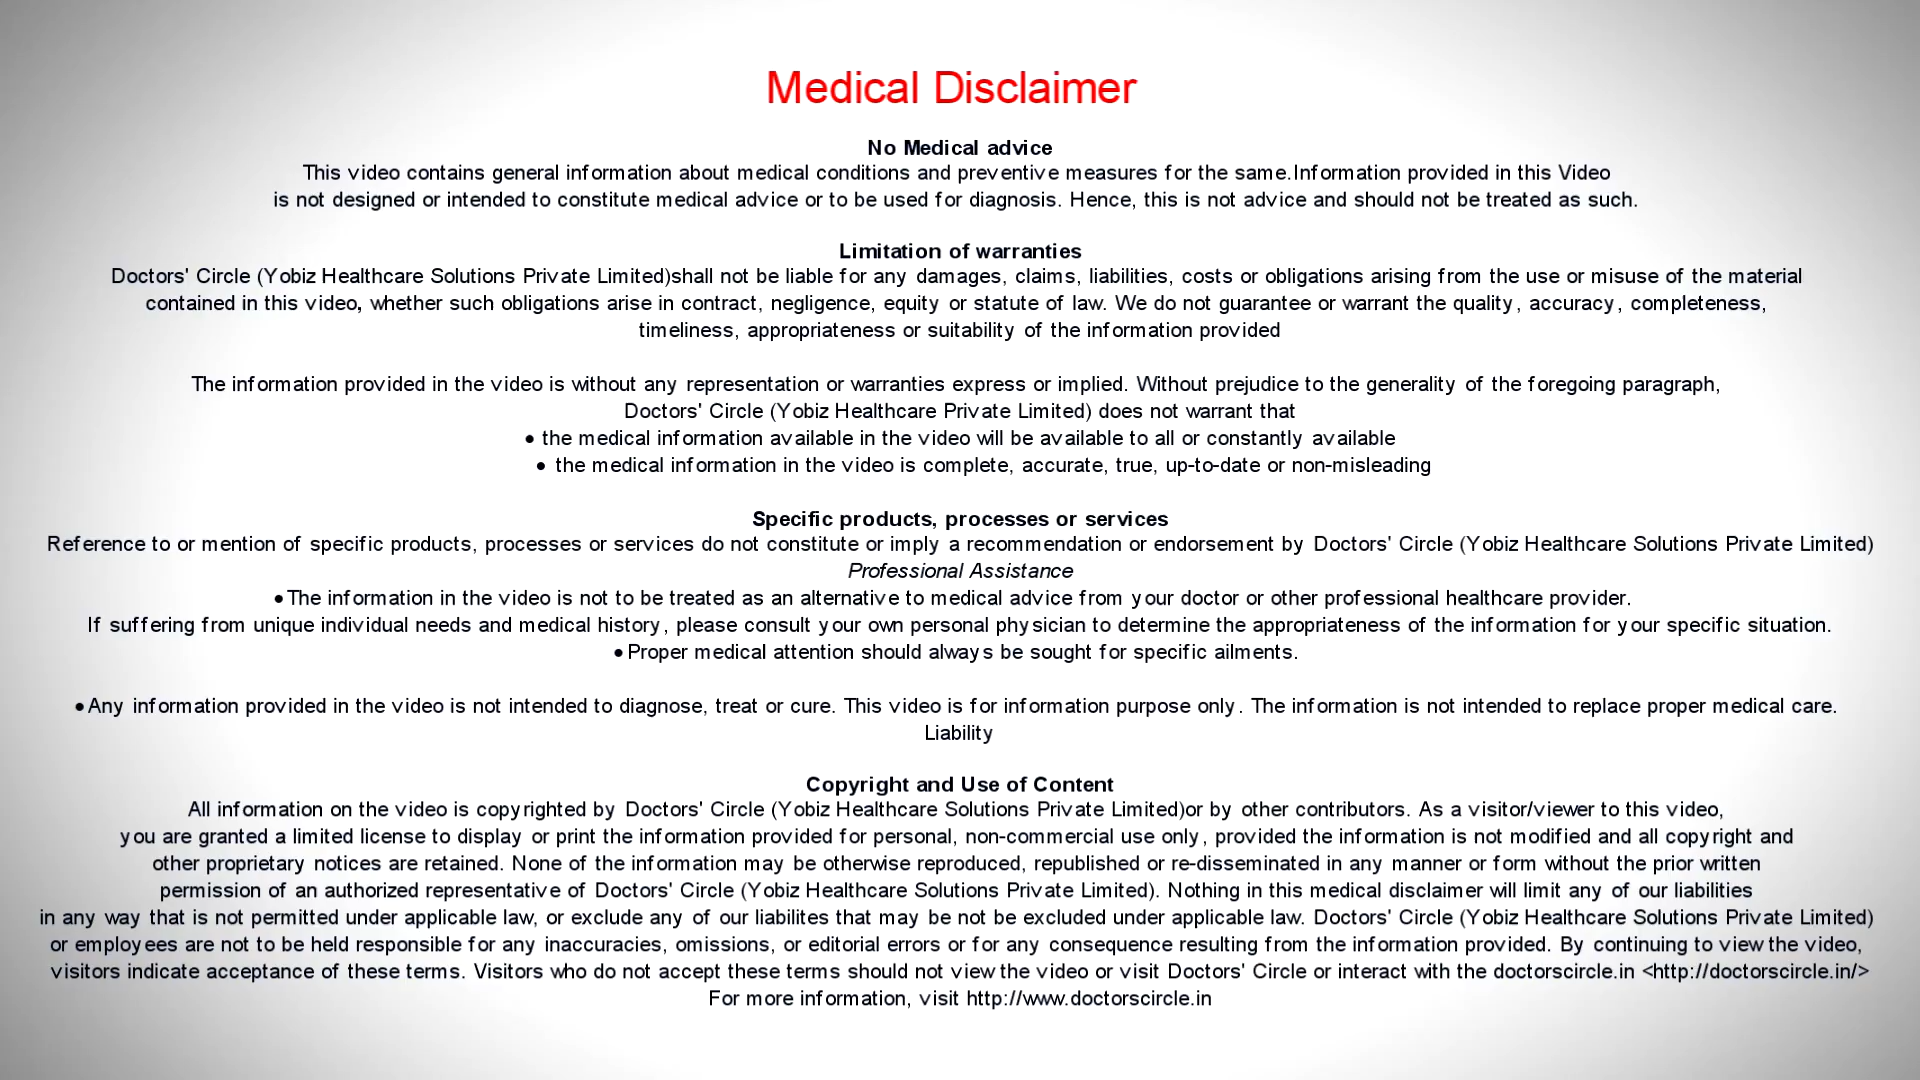 Medical Disclaimer
No Medical advice
This video contains general information about medical conditions and preventive measures for the same.Information provided in this Video
is not designed or intended to constitute medical advice or to be used for diagnosis. Hence, this is not advice and should not be treated as such.
Limitation of warranties
Doctors' Circle (Yobiz Healthcare Solutions Private Limited)shall not be liable for any damages, claims, liabilities, costs or obligations arising from the use or misuse of the material
contained in this video, whether such obligations arise in contract, negligence, equity or statute of law. We do not guarantee or warrant the quality, accuracy, completeness,
timeliness, appropriateness or suitability of the information provided
The information provided in the video is without any representation or warranties express or implied. Without prejudice to the generality of the foregoing paragraph,
Doctors' Circle (Yobiz Healthcare Private Limited) does not warrant that
• the medical information available in the video will be available to all or constantly available
• the medical information in the video is complete, accurate, true, up-to-date or non-misleading
Specific products, processes or services
Reference to or mention of specific products, processes or services do not constitute or imply a recommendation or endorsement by Doctors' Circle (Yobiz Healthcare Solutions Private Limited)
Professional Assistance
•The information in the video is not to be treated as an alternative to medical advice from your doctor or other professional healthcare provider.
If suffering from unique individual needs and medical history, please consult your own personal physician to determine the appropriateness of the information for your specific situation.
•Proper medical attention should always be sought for specific ailments.
•Any information provided in the video is not intended to diagnose, treat or cure. This video is for information purpose only. The information is not intended to replace proper medical care.
Liability
Copyright and Use of Content
All information on the video is copyrighted by Doctors' Circle (Yobiz Healthcare Solutions Private Limited)or by other contributors. As a visitor/viewer to this video,
you are granted a limited license to display or print the information provided for personal, non-commercial use only, provided the information is not modified and all copyright and
other proprietary notices are retained. None of the information may be otherwise reproduced, republished or re-disseminated in any manner or form without the prior written
permission of an authorized representative of Doctors' Circle (Yobiz Healthcare Solutions Private Limited). Nothing in this medical disclaimer will limit any of our liabilities
in any way that is not permitted under applicable law, or exclude any of our liabilites that may be not be excluded under applicable law. Doctors' Circle (Yobiz Healthcare Solutions Private Limited)
or employees are not to be held responsible for any inaccuracies, omissions, or editorial errors or for any consequence resulting from the information provided. By continuing to view the video,
visitors indicate acceptance of these terms. Visitors who do not accept these terms should not view the video or visit Doctors' Circle or interact with the doctorscircle.in <http://doctorscircle.in/>
For more information, visit http://www.doctorscircle.in